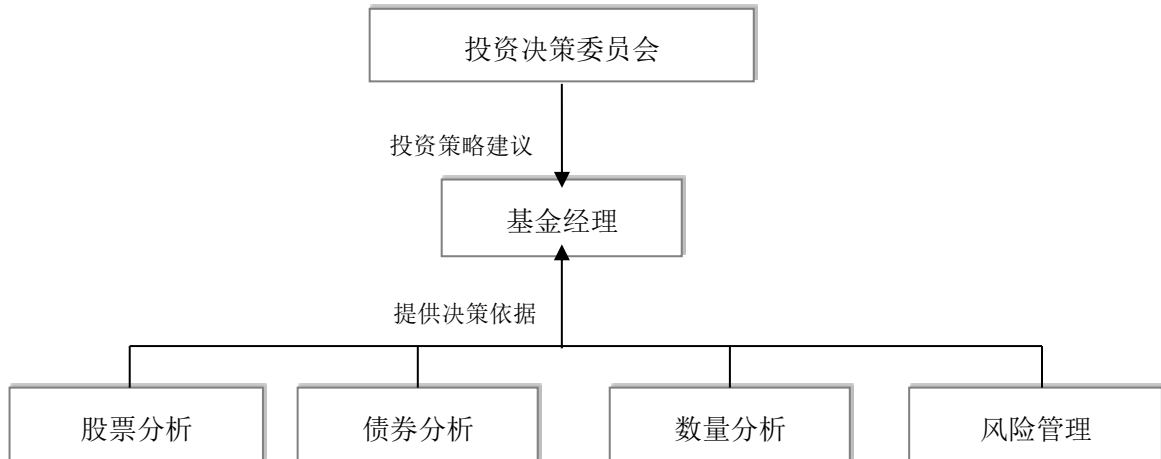 投资决策委员会
投资策略建议
基金经理
提供决策依据
股票分析
债券分析
数量分析
风险管理